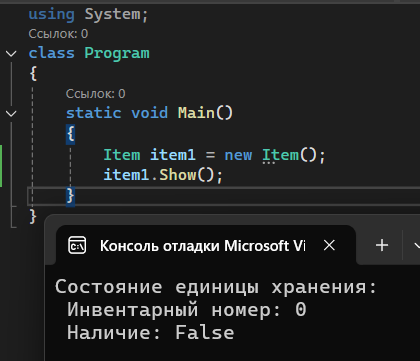 using System;
Ссылок: 0
class Program
{
Ссылок: 0
static void Main()
{
Item item1 = new Item();
item1.Show();
}
}
Консоль отладки Microsoft Vi
Состояние единицы хранения:
Инвентарный номер: 0
Наличие: False